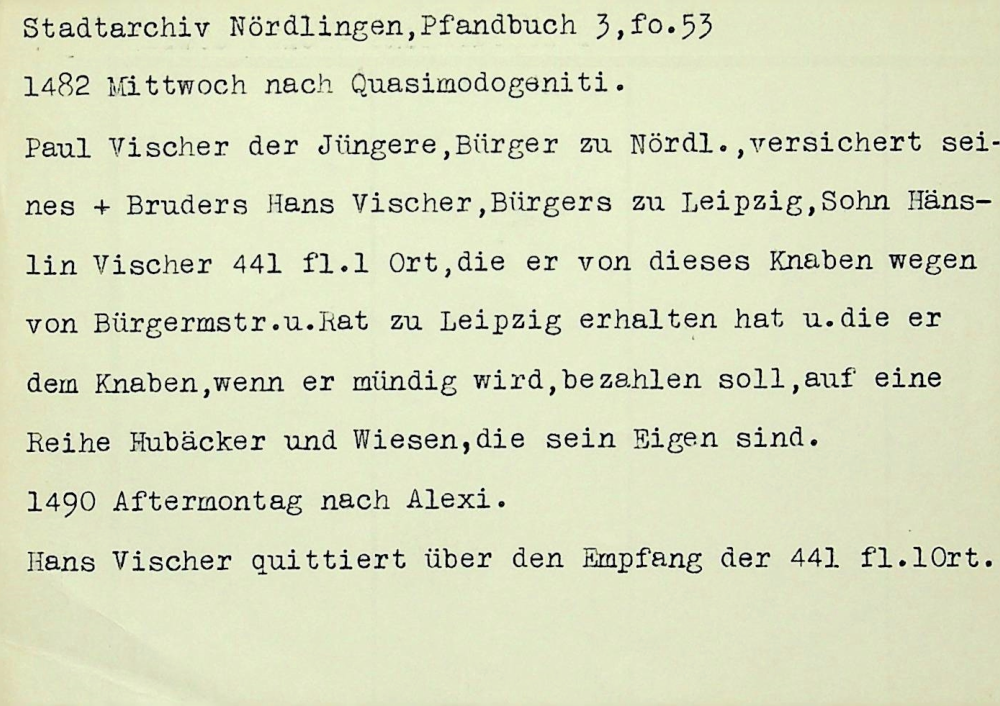 Stadtarchiv Nördlingen,Pfandbuch 3,fo.53
1482 Mittwoch nach Quasimodogeniti.
Paul Vischer der Jüngere,Bürger zu Nördl.,versichert sei-
nes + Bruders Hans Vischer,Bürgers zu Leipzig,Sohn Häns-
lin Vischer 441 fl.1 Ort,die er von dieses Knaben wegen
von Bürgermstr.u.Rat zu Leipzig erhalten hat u.die er
dem Knaben,wenn er mündig wird,bezahlen soll,auf eine
Reihe Hubäcker und Wiesen,die sein Eigen sind.
1490 Aftermontag nach Alexi.
Hans Vischer quittiert über den Empfang der 441 fl.1Ort.